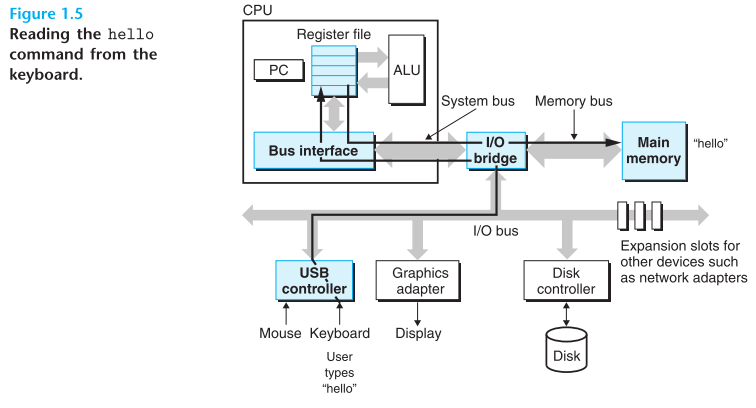 Figure 1.5
Reading the hello
command from the
keyboard.
CPU
Register file
PC
ALU
System bus
Memory bus
Bus interface
I/O
bridge
Main
memory
"hello"
I/O bus
Expansion slots for
other devices such
as network adapters
USB
controller
Graphics
adapter
Disk
controller
Mouse
Keyboard
Display
User
types
"hello"
Disk